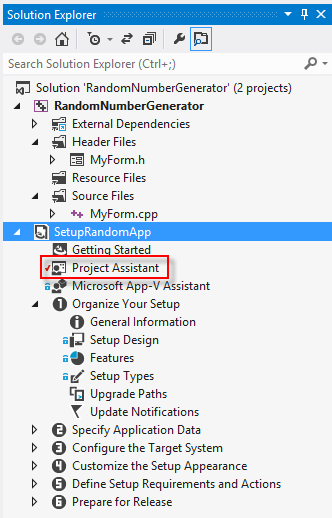 Solution Explorer
Search Solution Explorer (Ctrl+;)
Solution 'RandomNumberGenerator' (2 projects)
RandomNumberGenerator
External Dependencies
Header Files
MyForm.h
Resource Files
Source Files
MyForm.cpp
SetupRandomApp
Getting Started
Project Assistant
Microsoft App-V Assistant
1 Organize Your Setup
General Information
Setup Design
Features
Setup Types
Upgrade Paths
Update Notifications
2 Specify Application Data
3 Configure the Target System
4 Customize the Setup Appearance
5 Define Setup Requirements and Actions
6 Prepare for Release